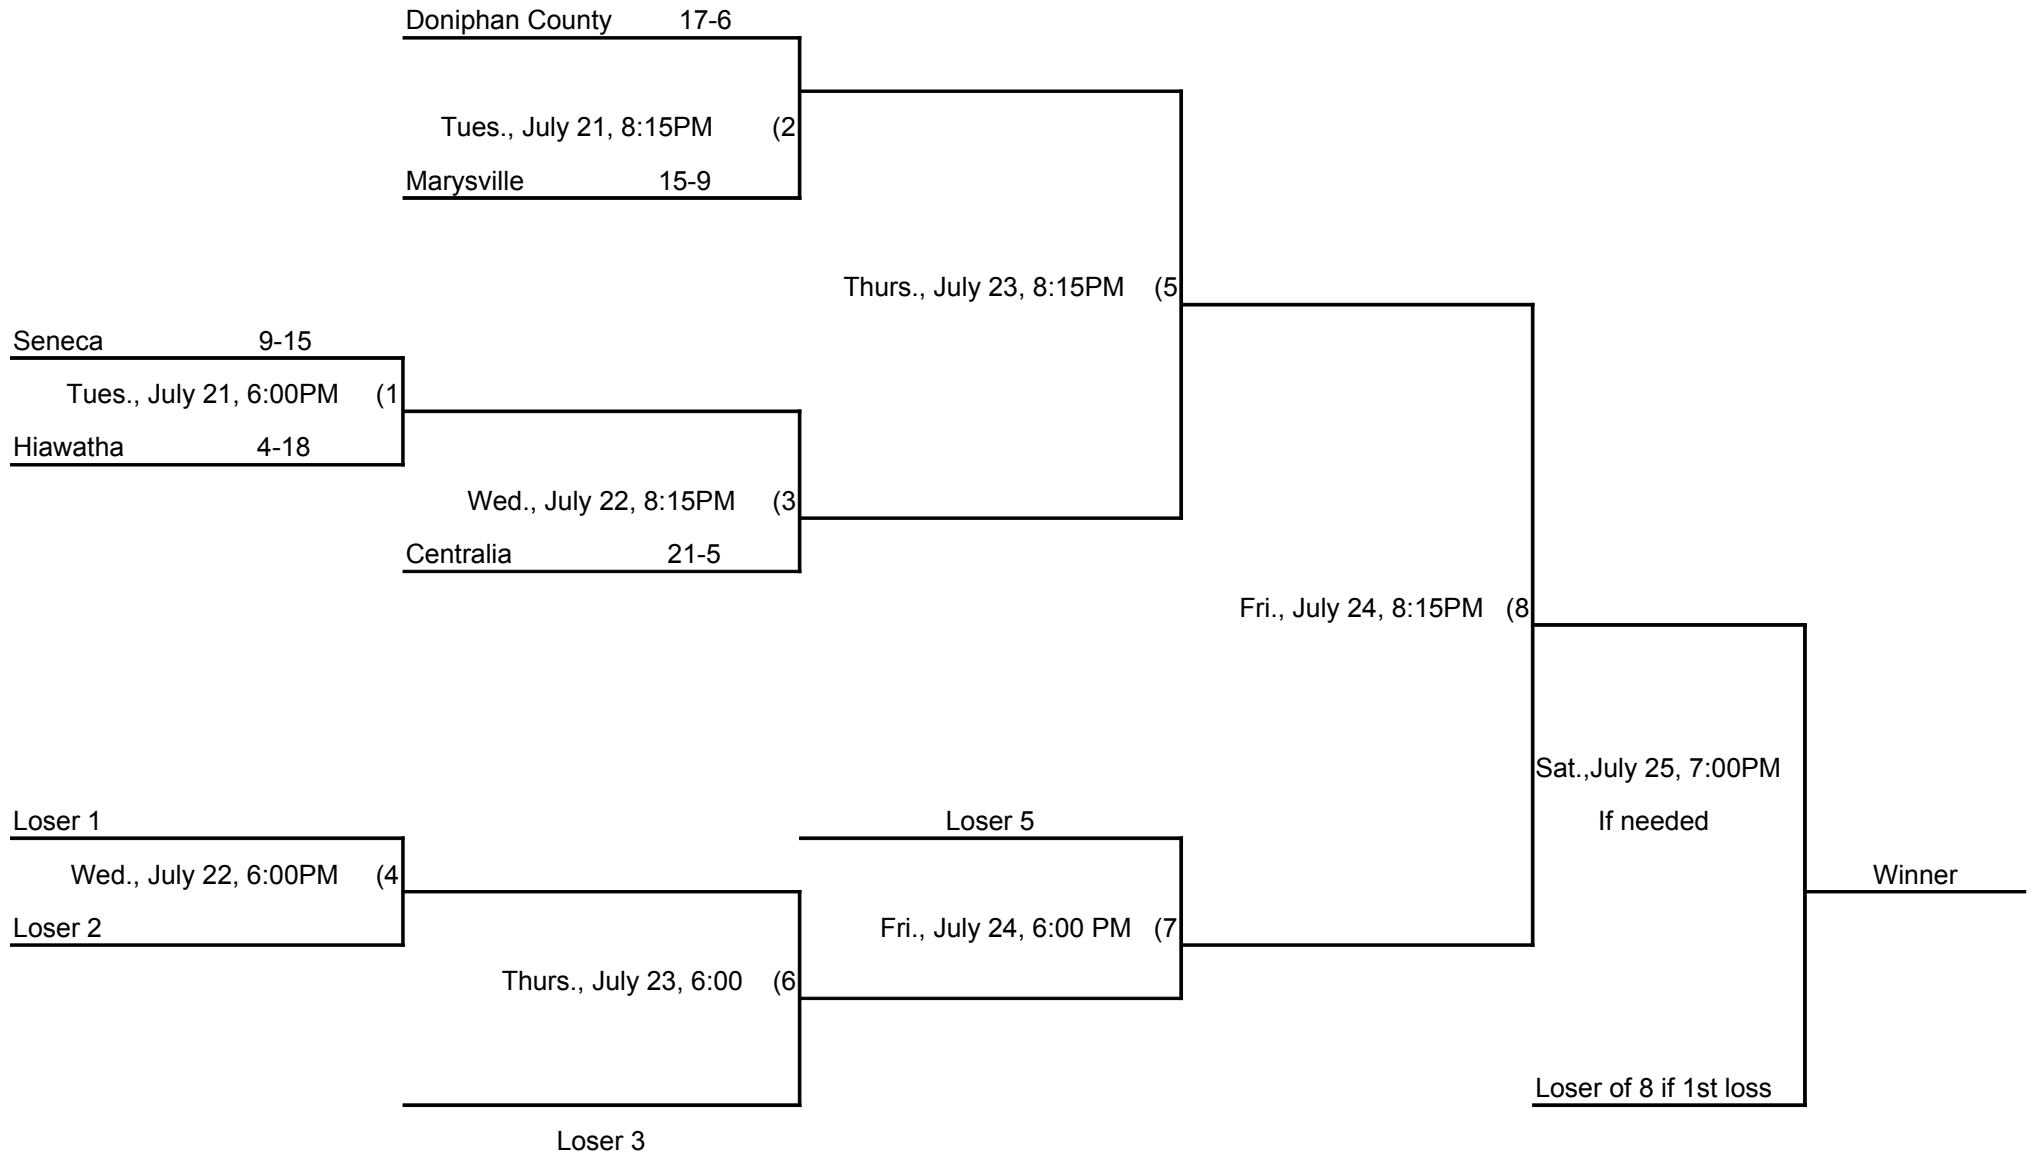 Doniphan County 17-6
Tues., July 21, 8:15PM (2
Marysville 15-9
Thurs., July 23, 8:15PM (5
Seneca 9-15
Tues., July 21, 6:00PM (1
Hiawatha 4-18
Wed., July 22, 8:15PM (3
Centralia 21-5
Fri., July 24, 8:15PM (8
Sat.,July 25, 7:00PM
If needed
Loser 1
Loser 5
Wed., July 22, 6:00PM (4
Winner
Loser 2
Fri., July 24, 6:00 PM (7
Thurs., July 23, 6:00 (6
Loser of 8 if 1st loss
Loser 3